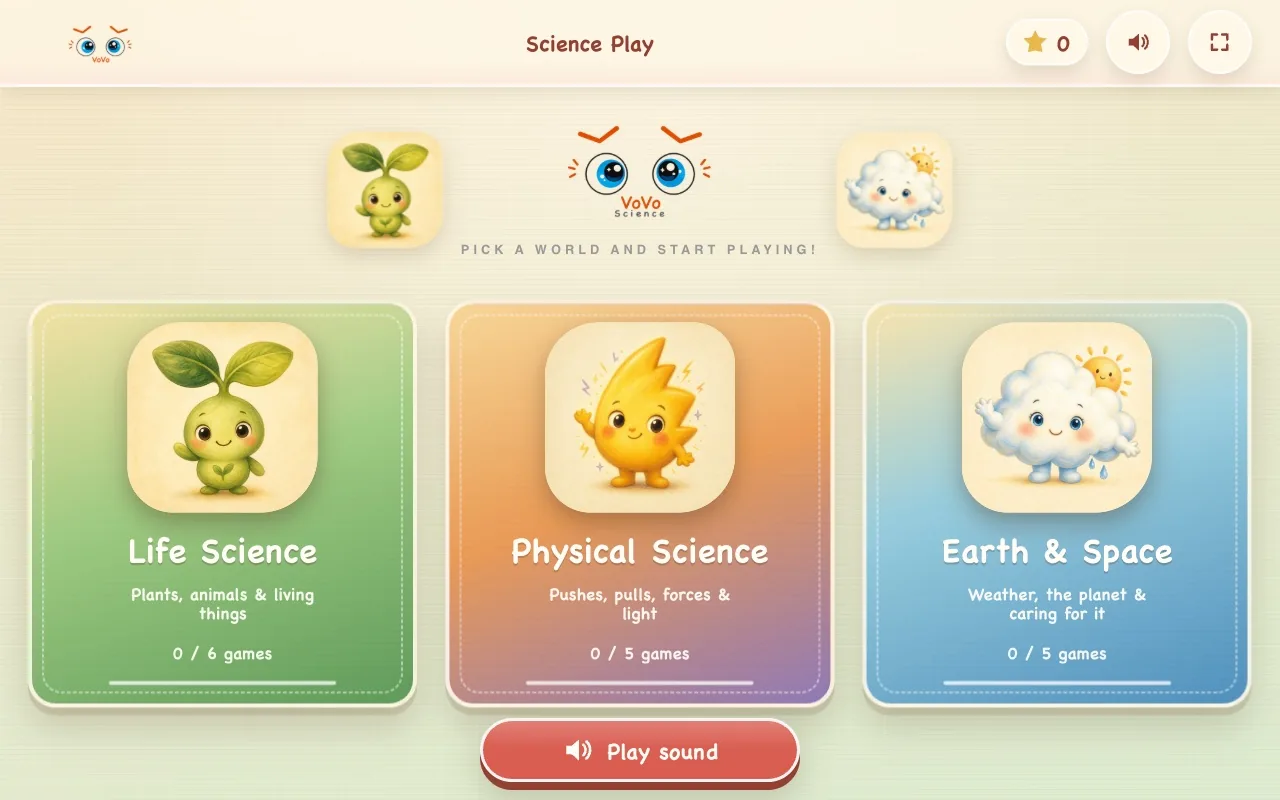 VoVo
Science Play
0
VoVo
Science
PICK A WORLD AND START PLAYING!
Life Science
Plants, animals & living
things
0 / 6 games
Physical Science
Pushes, pulls, forces &
light
0 / 5 games
Earth & Space
Weather, the planet &
caring for it
0 / 5 games
Play sound